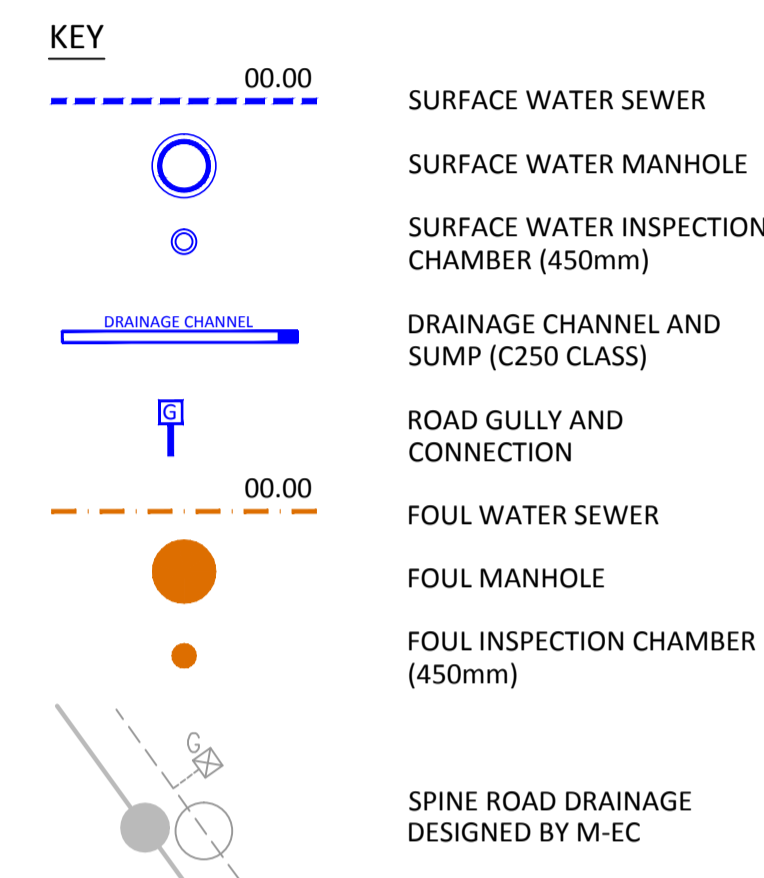 KEY
00.00
SURFACE WATER SEWER
SURFACE WATER MANHOLE
SURFACE WATER INSPECTION
CHAMBER (450mm)
DRAINAGE CHANNEL
DRAINAGE CHANNEL AND
SUMP (C250 CLASS)
G
ROAD GULLY AND
CONNECTION
00.00
FOUL WATER SEWER
FOUL MANHOLE
FOUL INSPECTION CHAMBER
(450mm)
G
SPINE ROAD DRAINAGE
DESIGNED BY M-EC